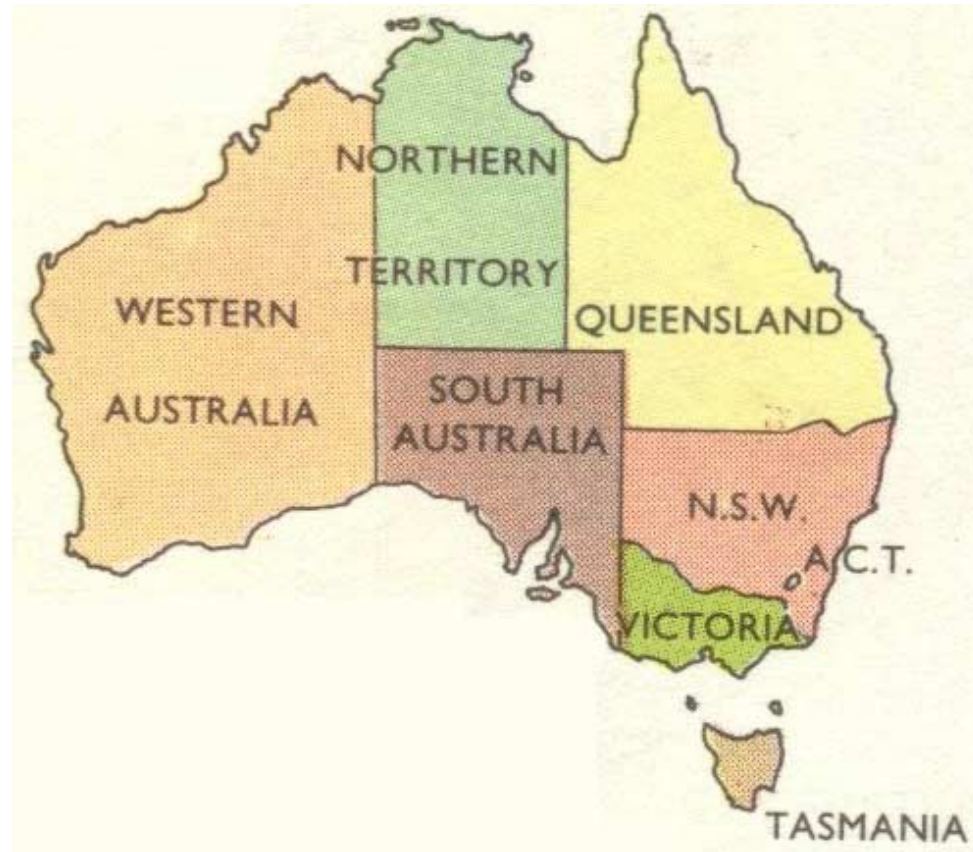 NORTHERN
TERRITORY
WESTERN
AUSTRALIA
QUEENSLAND
SOUTH
AUSTRALIA
N.S.W.
A.C.T.
VICTORIA
TASMANIA